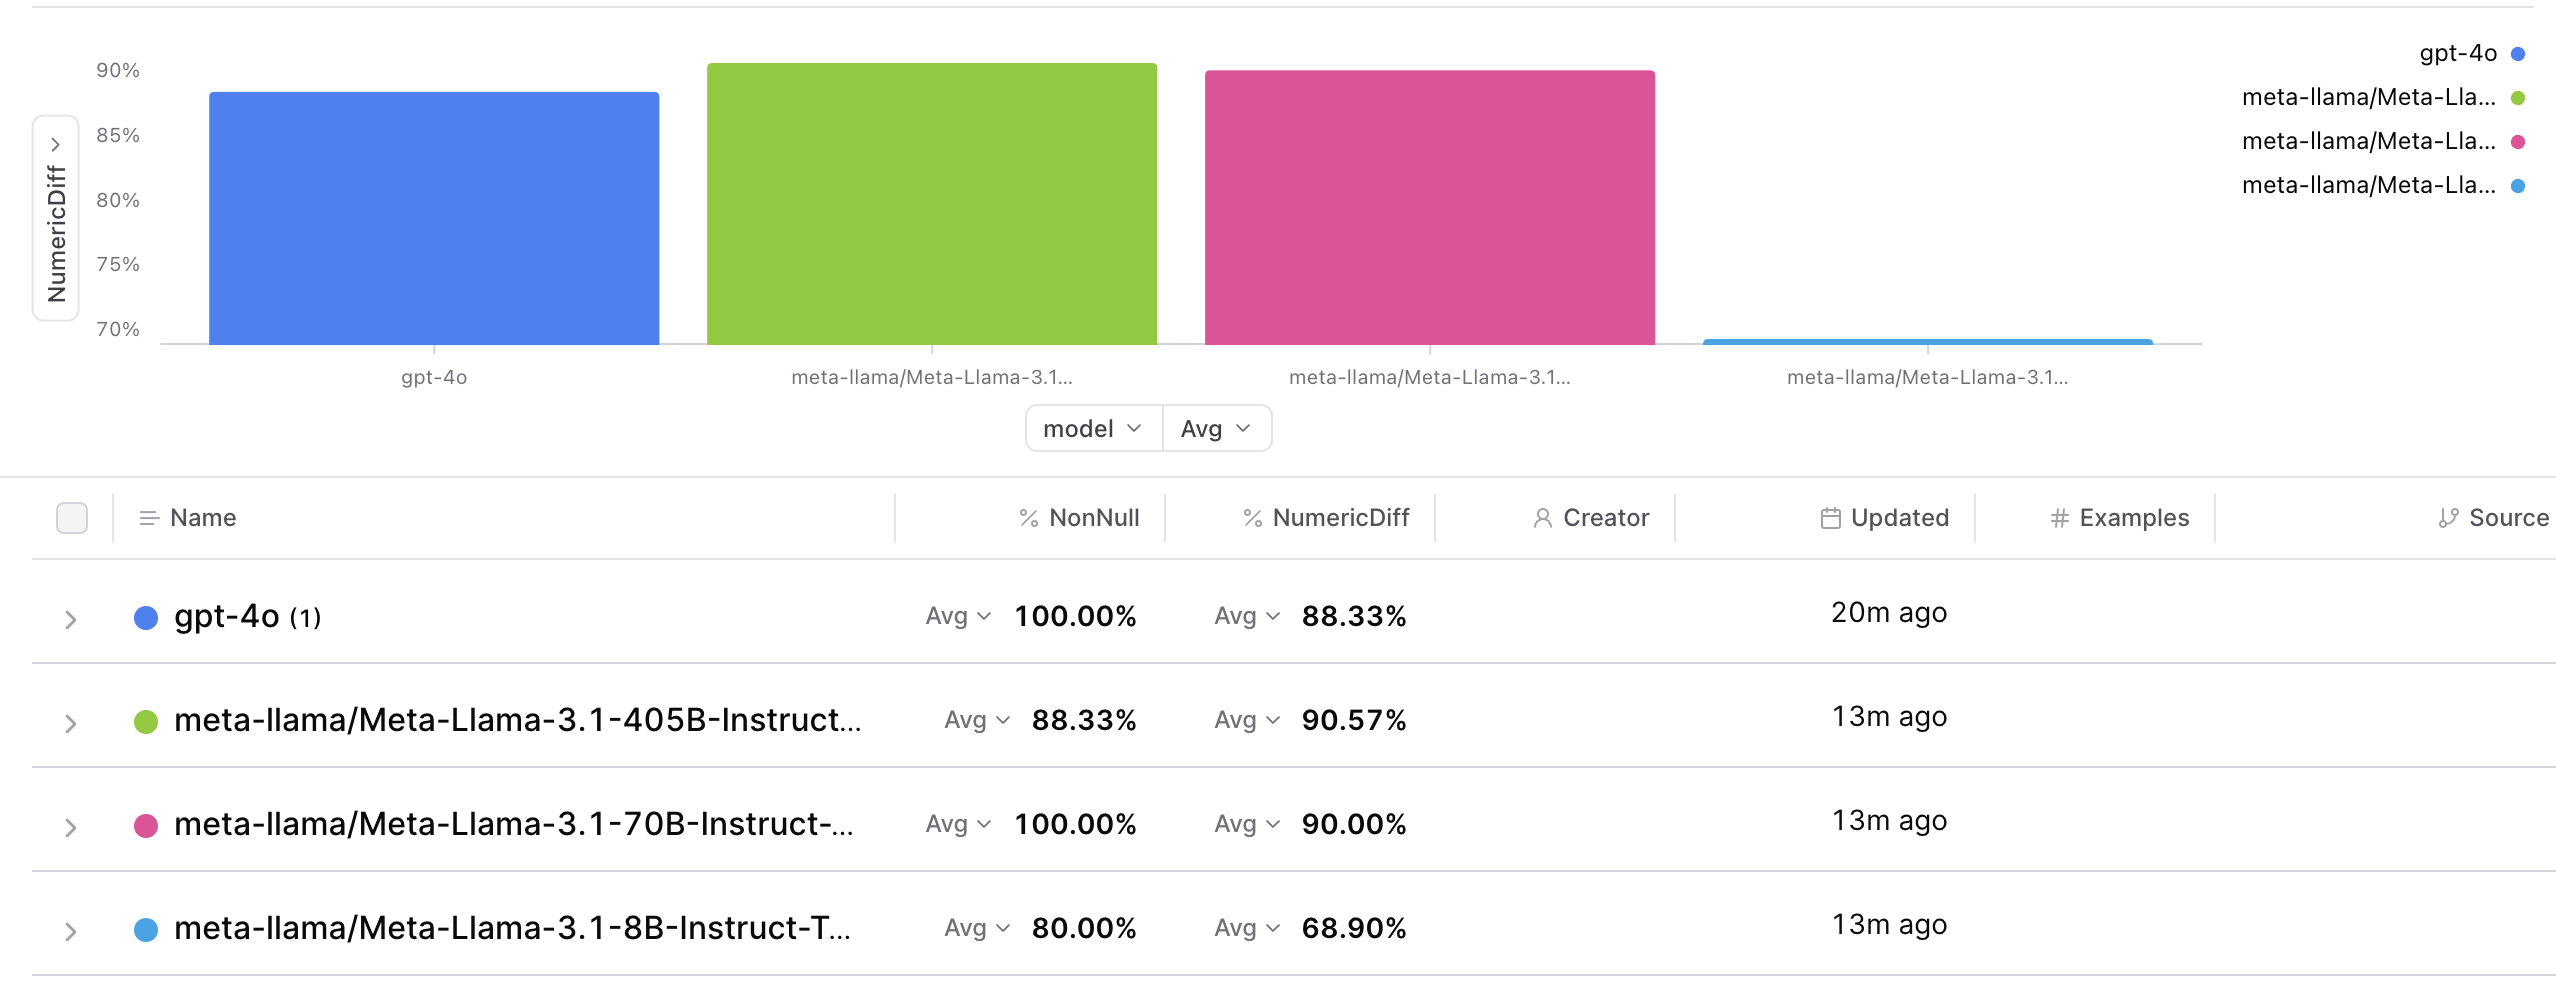 90%
85%
80%
75%
70%
NumericDiff
gpt-4o
meta-llama/Meta-Lla...
meta-llama/Meta-Lla...
meta-llama/Meta-Lla...
gpt-4o meta-llama/Meta-Llama-3.1... meta-llama/Meta-Llama-3.1... meta-llama/Meta-Llama-3.1...
model Avg
Name % NonNull % NumericDiff Creator Updated # Examples Source
gpt-4o (1) Avg 100.00% Avg 88.33% 20m ago
meta-llama/Meta-Llama-3.1-405B-Instruct... Avg 88.33% Avg 90.57% 13m ago
meta-llama/Meta-Llama-3.1-70B-Instruct-... Avg 100.00% Avg 90.00% 13m ago
meta-llama/Meta-Llama-3.1-8B-Instruct-T... Avg 80.00% Avg 68.90% 13m ago